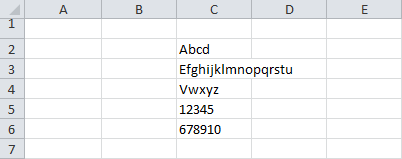 A B C D E
1
2 Abcd
3 Efghijklmnopqrstu
4 Vwxyz
5 12345
6 678910
7